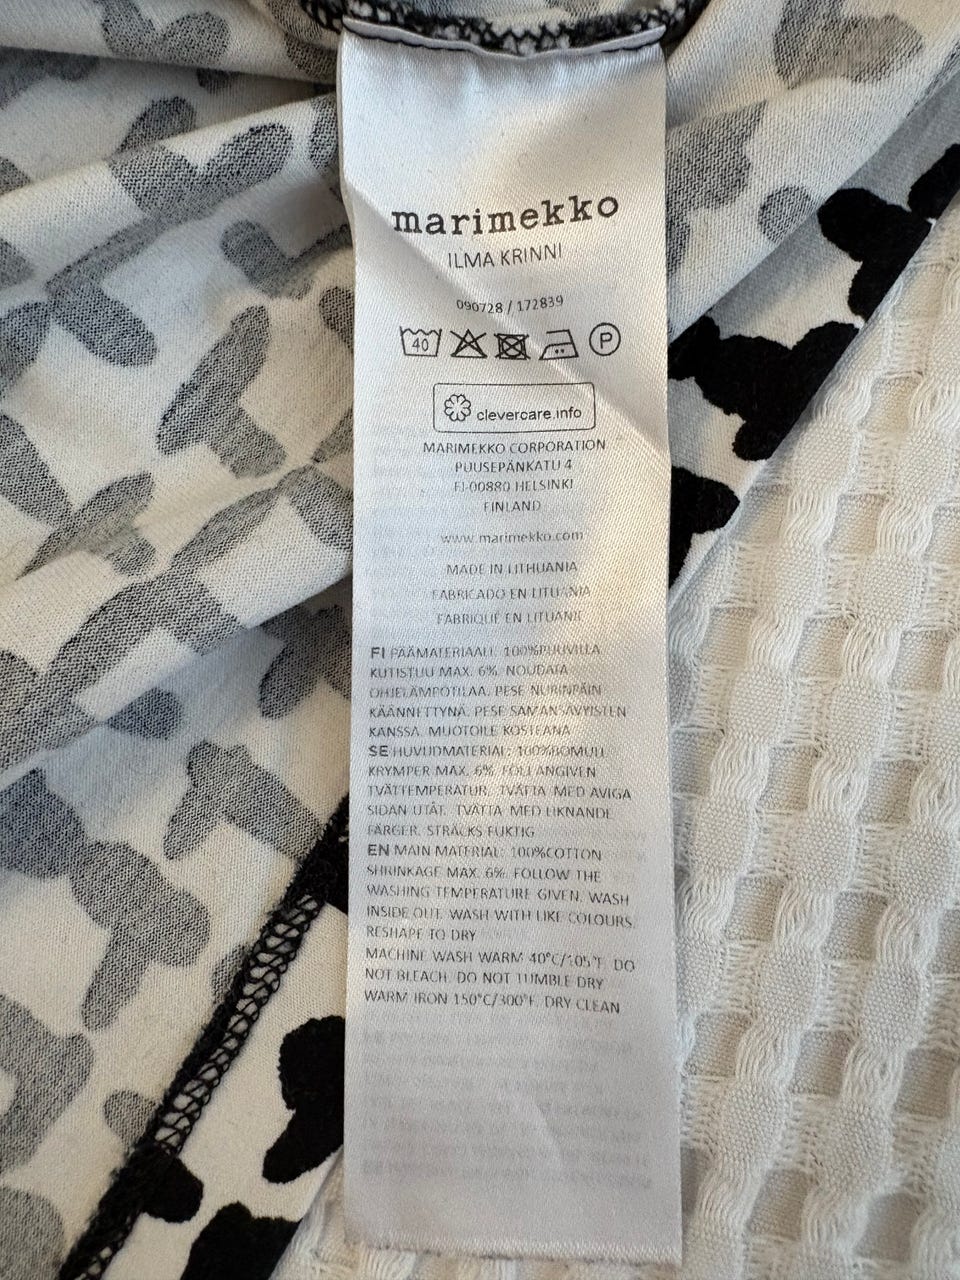 marimekko
ILMA KRINNI
090728 / 172839
40 P
clevercare.info
MARIMEKKO CORPORATION
PUUSEPÄNKATU 4
FI-00880 HELSINKI
FINLAND
www.marimekko.com
MADE IN LITHUANIA
FABRICADO EN LITUANIA
FABRIQUÉ EN LITUANIE
FI PÄÄMATERIAALI: 100%PUUVILLA
KUTISTUU MAX. 6%. NOUDATA
OHJELÄMPÖTILAA. PESE NURINPÄIN
KÄÄNNETTYNÄ. PESE SAMANSÄVYISTEN
KANSSA. MUOTOILE KOSTEANA
SE HUVUDMATERIAL: 100%BOMULL
KRYMPER MAX. 6%. FÖLJ ANGIVEN
TVÄTTEMPERATUR. TVÄTTA MED AVIGA
SIDAN UTÅT. TVÄTTA MED LIKNANDE
FÄRGER. STRÄCKS FUKTIG
EN MAIN MATERIAL: 100%COTTON
SHRINKAGE MAX. 6%. FOLLOW THE
WASHING TEMPERATURE GIVEN. WASH
INSIDE OUT. WASH WITH LIKE COLOURS.
RESHAPE TO DRY
MACHINE WASH WARM 40°C/105°F. DO
NOT BLEACH. DO NOT TUMBLE DRY
WARM IRON 150°C/300°F. DRY CLEAN